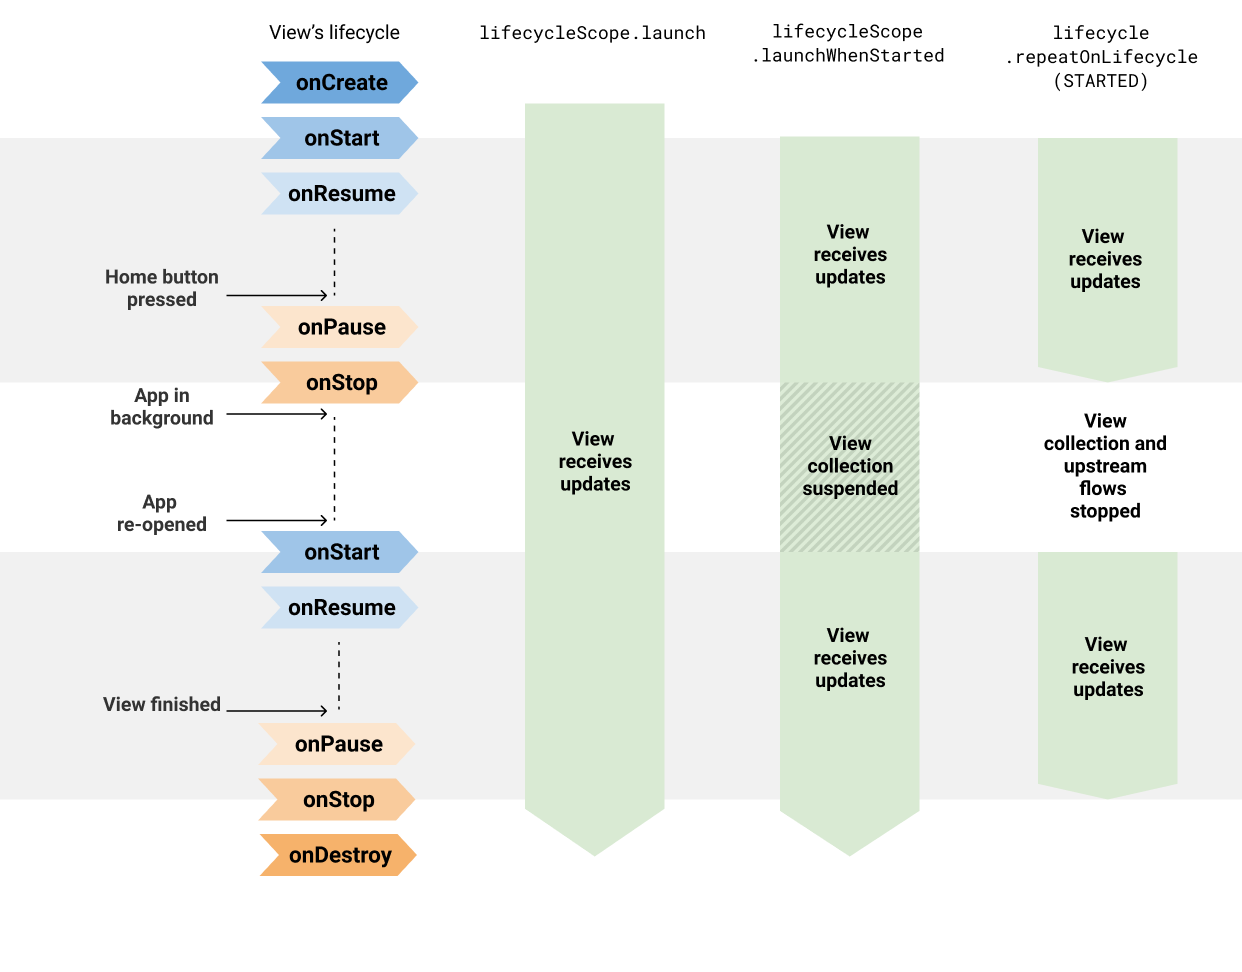 View's lifecycle
lifecycleScope.launch
lifecycleScope
.launchWhenStarted
lifecycle
.repeatOnLifecycle
(STARTED)
onCreate
onStart
onResume
Home button
pressed
onPause
onStop
App in
background
App
re-opened
onStart
onResume
View finished
onPause
onStop
onDestroy
View
receives
updates
View
receives
updates
View
collection
suspended
View
receives
updates
View
receives
updates
View
collection and
upstream
flows
stopped
View
receives
updates